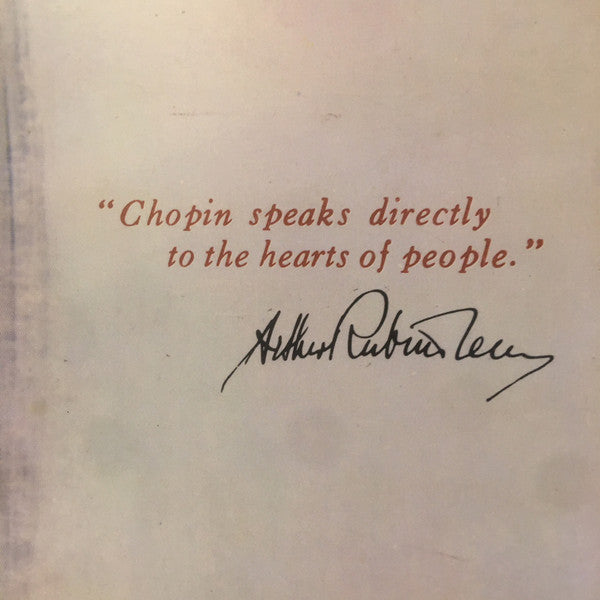 “Chopin speaks directly
to the hearts of people.”
Arthur Rubinstein